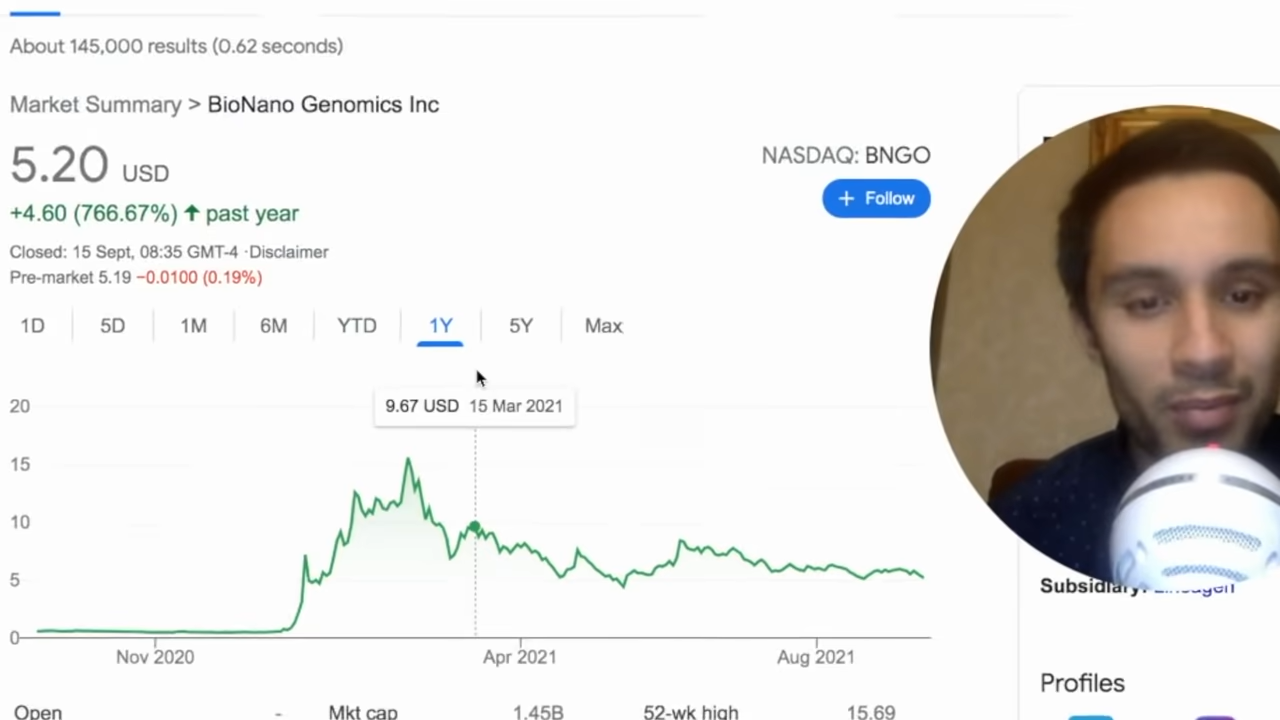 About 145,000 results (0.62 seconds)
Market Summary > BioNano Genomics Inc
5.20 USD
NASDAQ: BNGO
+ Follow
+4.60 (766.67%) ↑ past year
Closed: 15 Sept, 08:35 GMT-4 ·Disclaimer
Pre-market 5.19 −0.0100 (0.19%)
1D 5D 1M 6M YTD 1Y 5Y Max
9.67 USD 15 Mar 2021
20
15
10
5
0
Nov 2020 Apr 2021 Aug 2021
Subsidiary: Lineagen
Profiles
Open - Mkt cap 1.45B 52-wk high 15.69